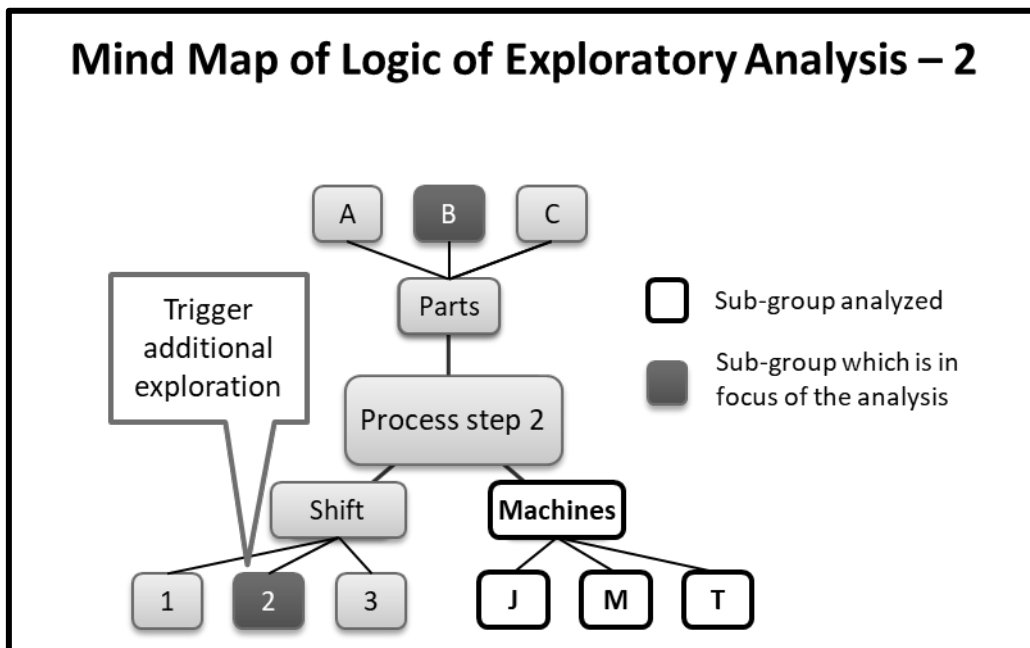 Mind Map of Logic of Exploratory Analysis – 2
A
B
C
Parts
Trigger
additional
exploration
Sub-group analyzed
Sub-group which is in
focus of the analysis
Process step 2
Shift
Machines
1
2
3
J
M
T